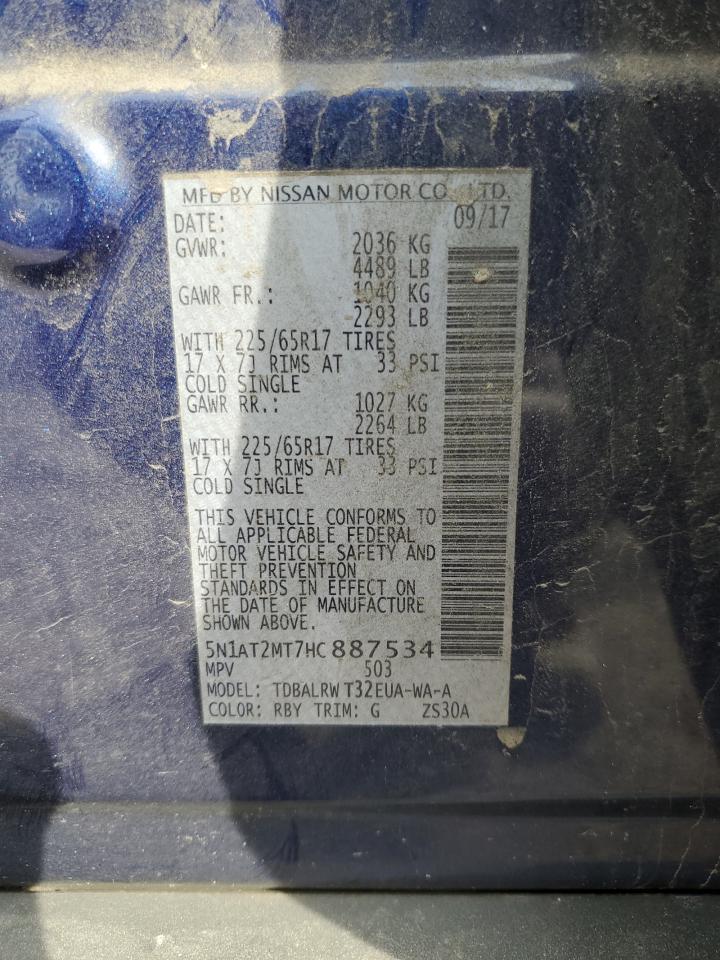 MFD BY NISSAN MOTOR CO., LTD.
DATE: 09/17
GVWR: 2036 KG
4489 LB
GAWR FR.: 1040 KG
2293 LB
WITH 225/65R17 TIRES
17 X 7J RIMS AT 33 PSI
COLD SINGLE
GAWR RR.: 1027 KG
2264 LB
WITH 225/65R17 TIRES
17 X 7J RIMS AT 33 PSI
COLD SINGLE
THIS VEHICLE CONFORMS TO
ALL APPLICABLE FEDERAL
MOTOR VEHICLE SAFETY AND
THEFT PREVENTION
STANDARDS IN EFFECT ON
THE DATE OF MANUFACTURE
SHOWN ABOVE.
5N1AT2MT7HC887534
MPV 503
MODEL: TDBALRW T32EUA-WA-A
COLOR: RBY TRIM: G ZS30A